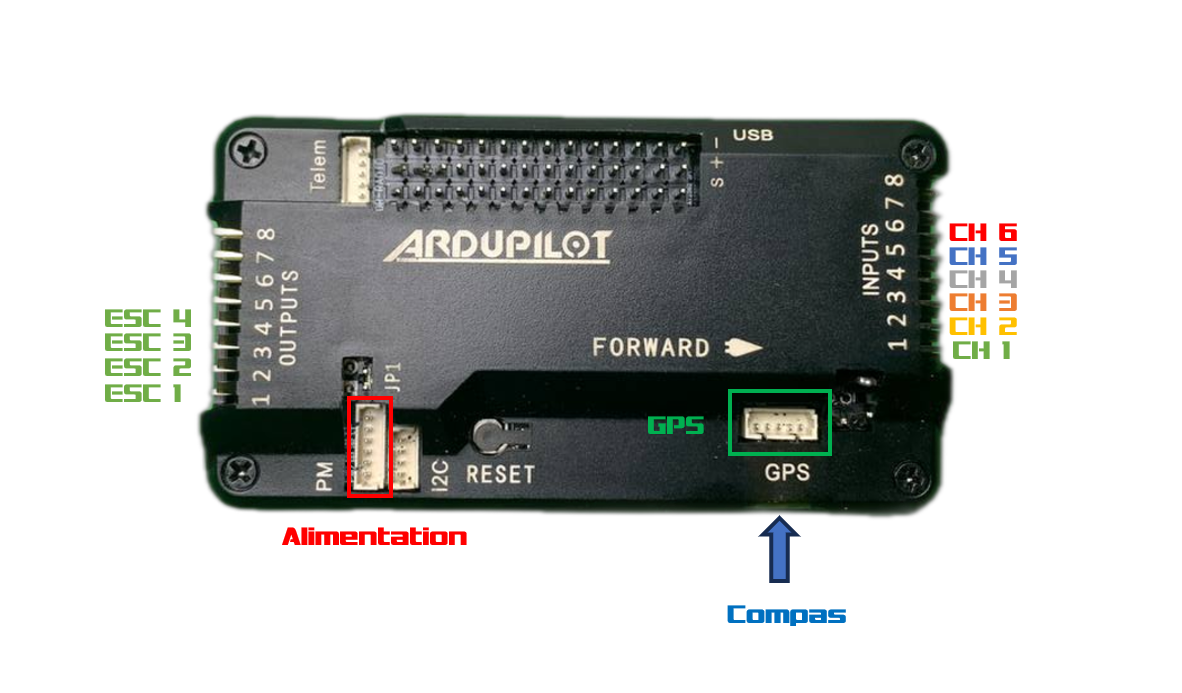 USB
Telem
S + -
ARDUPILOT
OUTPUTS
1 2 3 4 5 6 7 8
INPUTS
1 2 3 4 5 6 7 8
CH 6
CH 5
CH 4
CH 3
CH 2
CH 1
ESC 4
ESC 3
ESC 2
ESC 1
FORWARD
JP1
GPS
PM
I2C
RESET
GPS
Alimentation
Compas